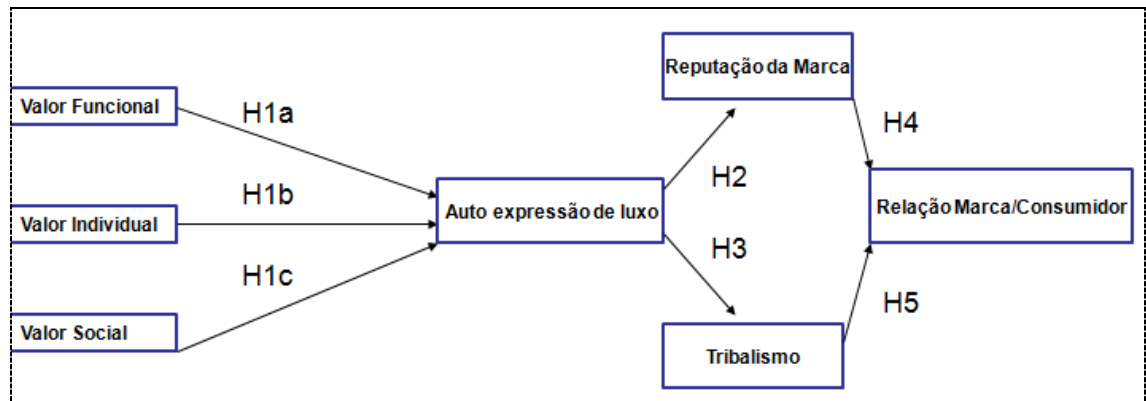 Valor Funcional
Valor Individual
Valor Social
H1a
H1b
H1c
Auto expressão de luxo
H2
H3
Reputação da Marca
Tribalismo
H4
H5
Relação Marca/Consumidor